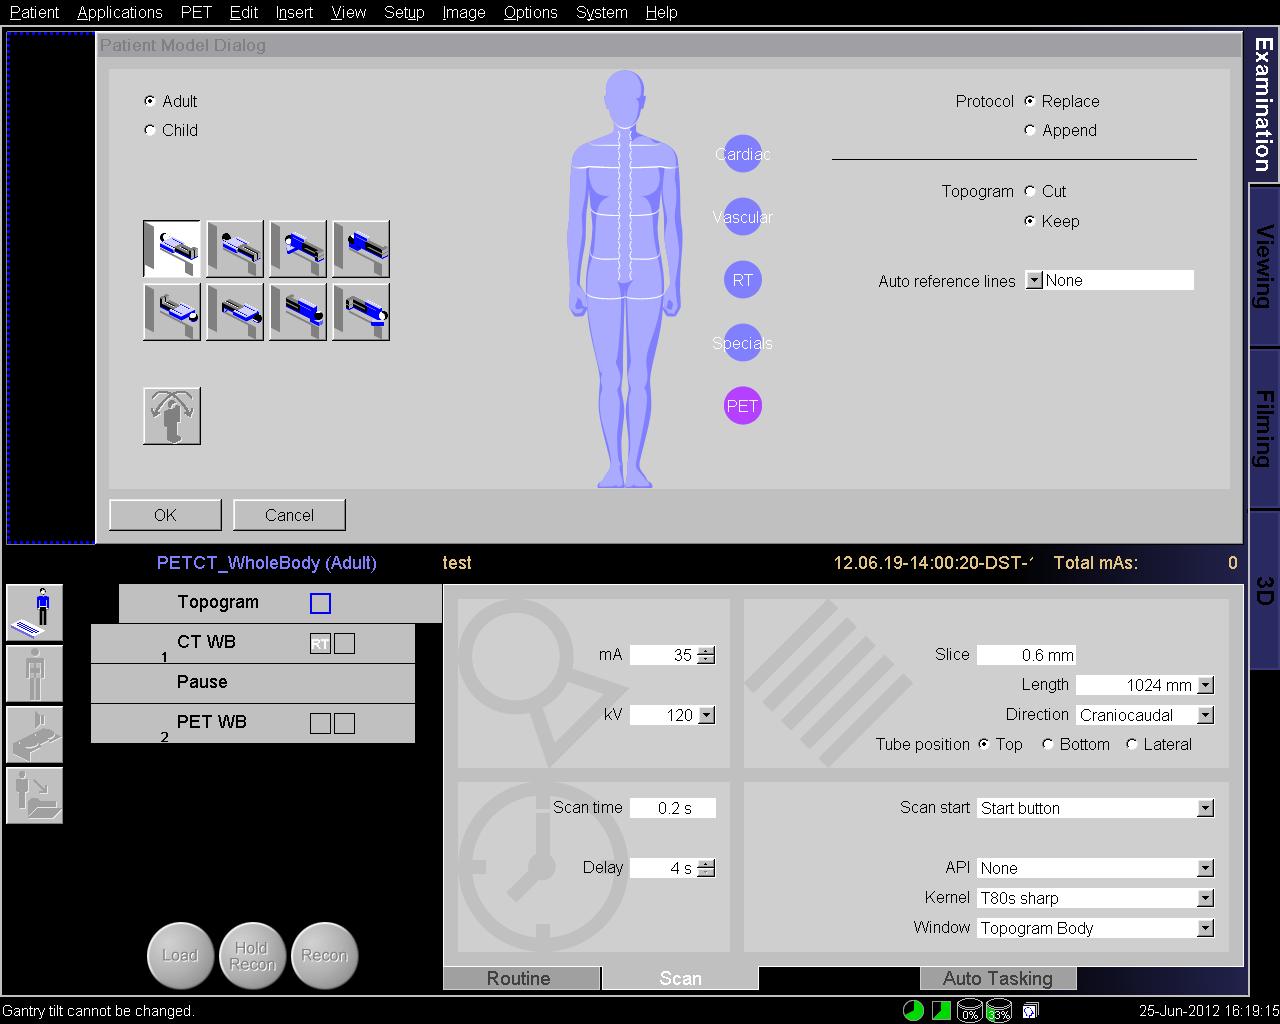 Patient Applications PET Edit Insert View Setup Image Options System Help
Patient Model Dialog
Adult
Child
Cardiac
Vascular
RT
Specials
PET
Protocol Replace
Append
Topogram Cut
Keep
Auto reference lines None
OK Cancel
Examination
Viewing
Filming
3D
PETCT_WholeBody (Adult) test 12.06.19-14:00:20-DST- Total mAs: 0
Topogram
1 CT WB RT
Pause
2 PET WB
mA 35
kV 120
Slice 0.6 mm
Length 1024 mm
Direction Craniocaudal
Tube position Top Bottom Lateral
Scan time 0.2 s
Delay 4 s
Scan start Start button
API None
Kernel T80s sharp
Window Topogram Body
Load Hold Recon Recon
Routine Scan Auto Tasking
Gantry tilt cannot be changed. 0% 33% 25-Jun-2012 16:19:15